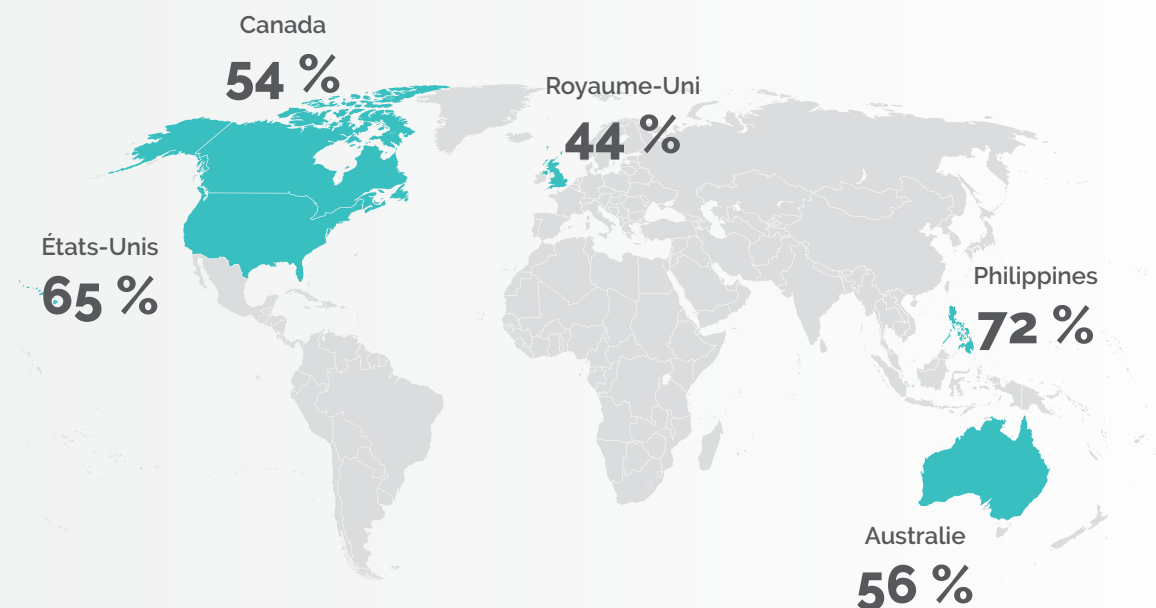 Canada
54 %
Royaume-Uni
44 %
États-Unis
65 %
Philippines
72 %
Australie
56 %